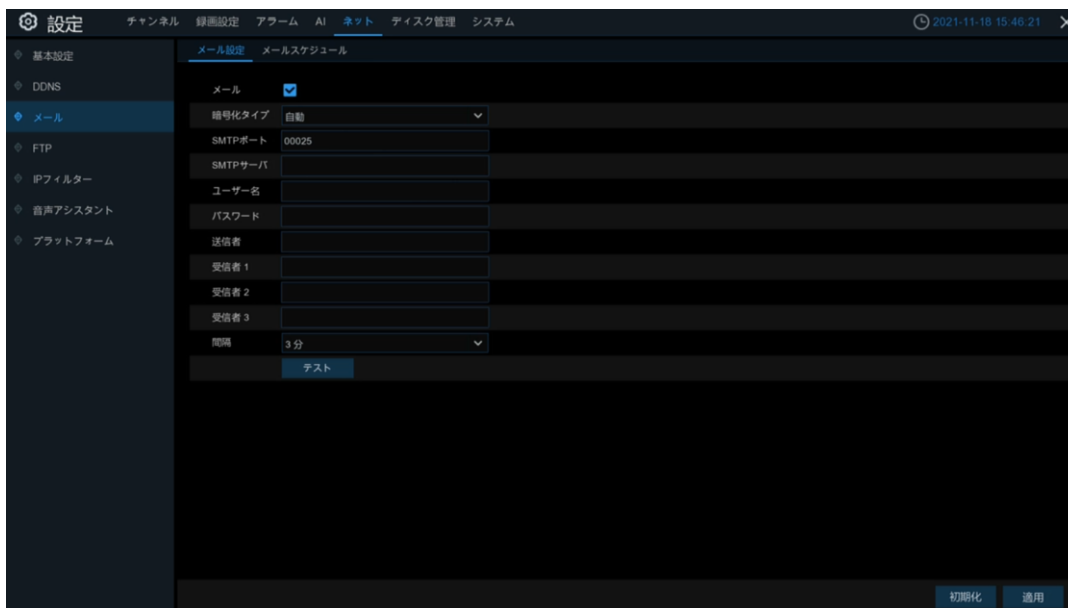 設定 チャンネル 録画設定 アラーム AI ネット ディスク管理 システム 2021-11-18 15:46:21
基本設定
DDNS
メール
FTP
IPフィルター
音声アシスタント
プラットフォーム
メール設定 メールスケジュール
メール
暗号化タイプ 自動
SMTPポート 00025
SMTPサーバ
ユーザー名
パスワード
送信者
受信者 1
受信者 2
受信者 3
間隔 3 分
テスト
初期化 適用